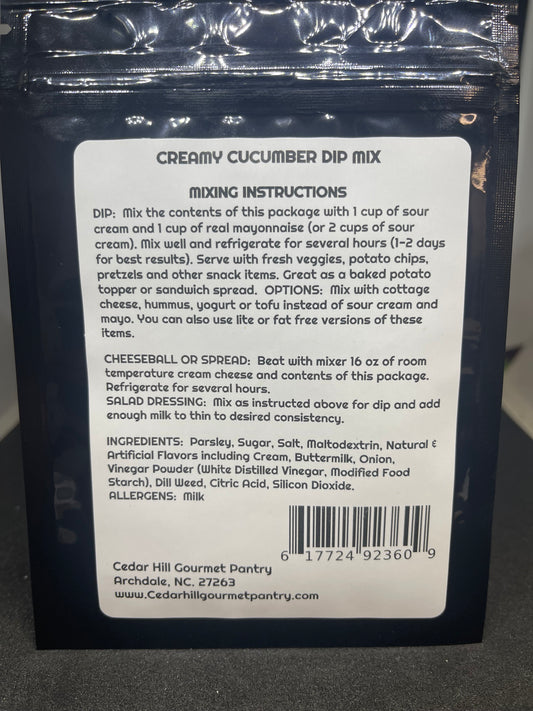 CREAMY CUCUMBER DIP MIX
MIXING INSTRUCTIONS
DIP: Mix the contents of this package with 1 cup of sour
cream and 1 cup of real mayonnaise (or 2 cups of sour
cream). Mix well and refrigerate for several hours (1-2 days
for best results). Serve with fresh veggies, potato chips,
pretzels and other snack items. Great as a baked potato
topper or sandwich spread. OPTIONS: Mix with cottage
cheese, hummus, yogurt or tofu instead of sour cream and
mayo. You can also use lite or fat free versions of these
items.
CHEESEBALL OR SPREAD: Beat with mixer 16 oz of room
temperature cream cheese and contents of this package.
Refrigerate for several hours.
SALAD DRESSING: Mix as instructed above for dip and add
enough milk to thin to desired consistency.
INGREDIENTS: Parsley, Sugar, Salt, Maltodextrin, Natural &
Artificial Flavors including Cream, Buttermilk, Onion,
Vinegar Powder (White Distilled Vinegar, Modified Food
Starch), Dill Weed, Citric Acid, Silicon Dioxide.
ALLERGENS: Milk
6 17724 92360 9
Cedar Hill Gourmet Pantry
Archdale, NC. 27263
www.Cedarhillgourmetpantry.com